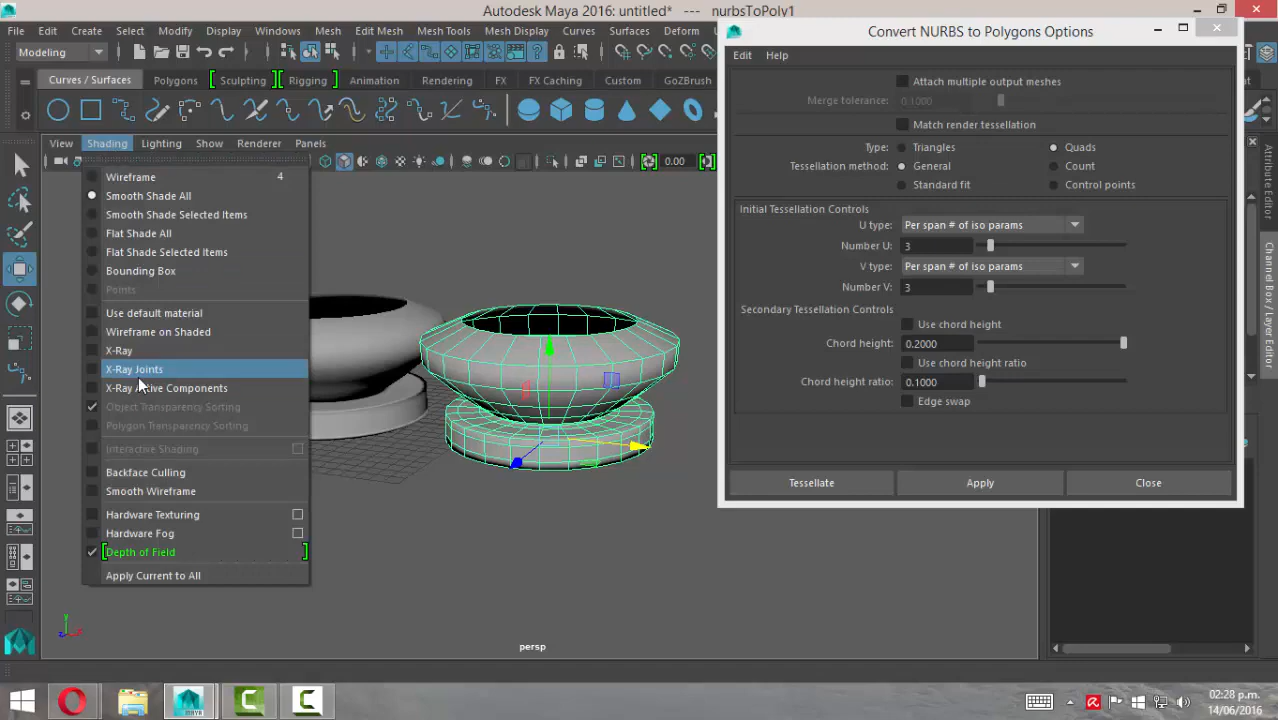 Autodesk Maya 2016: untitled* --- nurbsToPoly1
File Edit Create Select Modify Display Windows Mesh Edit Mesh Mesh Tools Mesh Display Curves Surfaces Deform
Modeling
Curves / Surfaces Polygons Sculpting Rigging Animation Rendering FX FX Caching Custom GoZBrush
View Shading Lighting Show Renderer Panels
0.00
Wireframe 4
Smooth Shade All
Smooth Shade Selected Items
Flat Shade All
Flat Shade Selected Items
Bounding Box
Points
Use default material
Wireframe on Shaded
X-Ray
X-Ray Joints
X-Ray Active Components
Object Transparency Sorting
Polygon Transparency Sorting
Interactive Shading
Backface Culling
Smooth Wireframe
Hardware Texturing
Hardware Fog
Depth of Field
Apply Current to All
persp
y
z x
Convert NURBS to Polygons Options
Edit Help
Attach multiple output meshes
Merge tolerance: 0.1000
Match render tessellation
Type: Triangles Quads
Tessellation method: General Count
Standard fit Control points
Initial Tessellation Controls
U type: Per span # of iso params
Number U: 3
V type: Per span # of iso params
Number V: 3
Secondary Tessellation Controls
Use chord height
Chord height: 0.2000
Use chord height ratio
Chord height ratio: 0.1000
Edge swap
Tessellate Apply Close
Attribute Editor
Channel Box / Layer Editor
MAYA
02:28 p.m.
14/06/2016